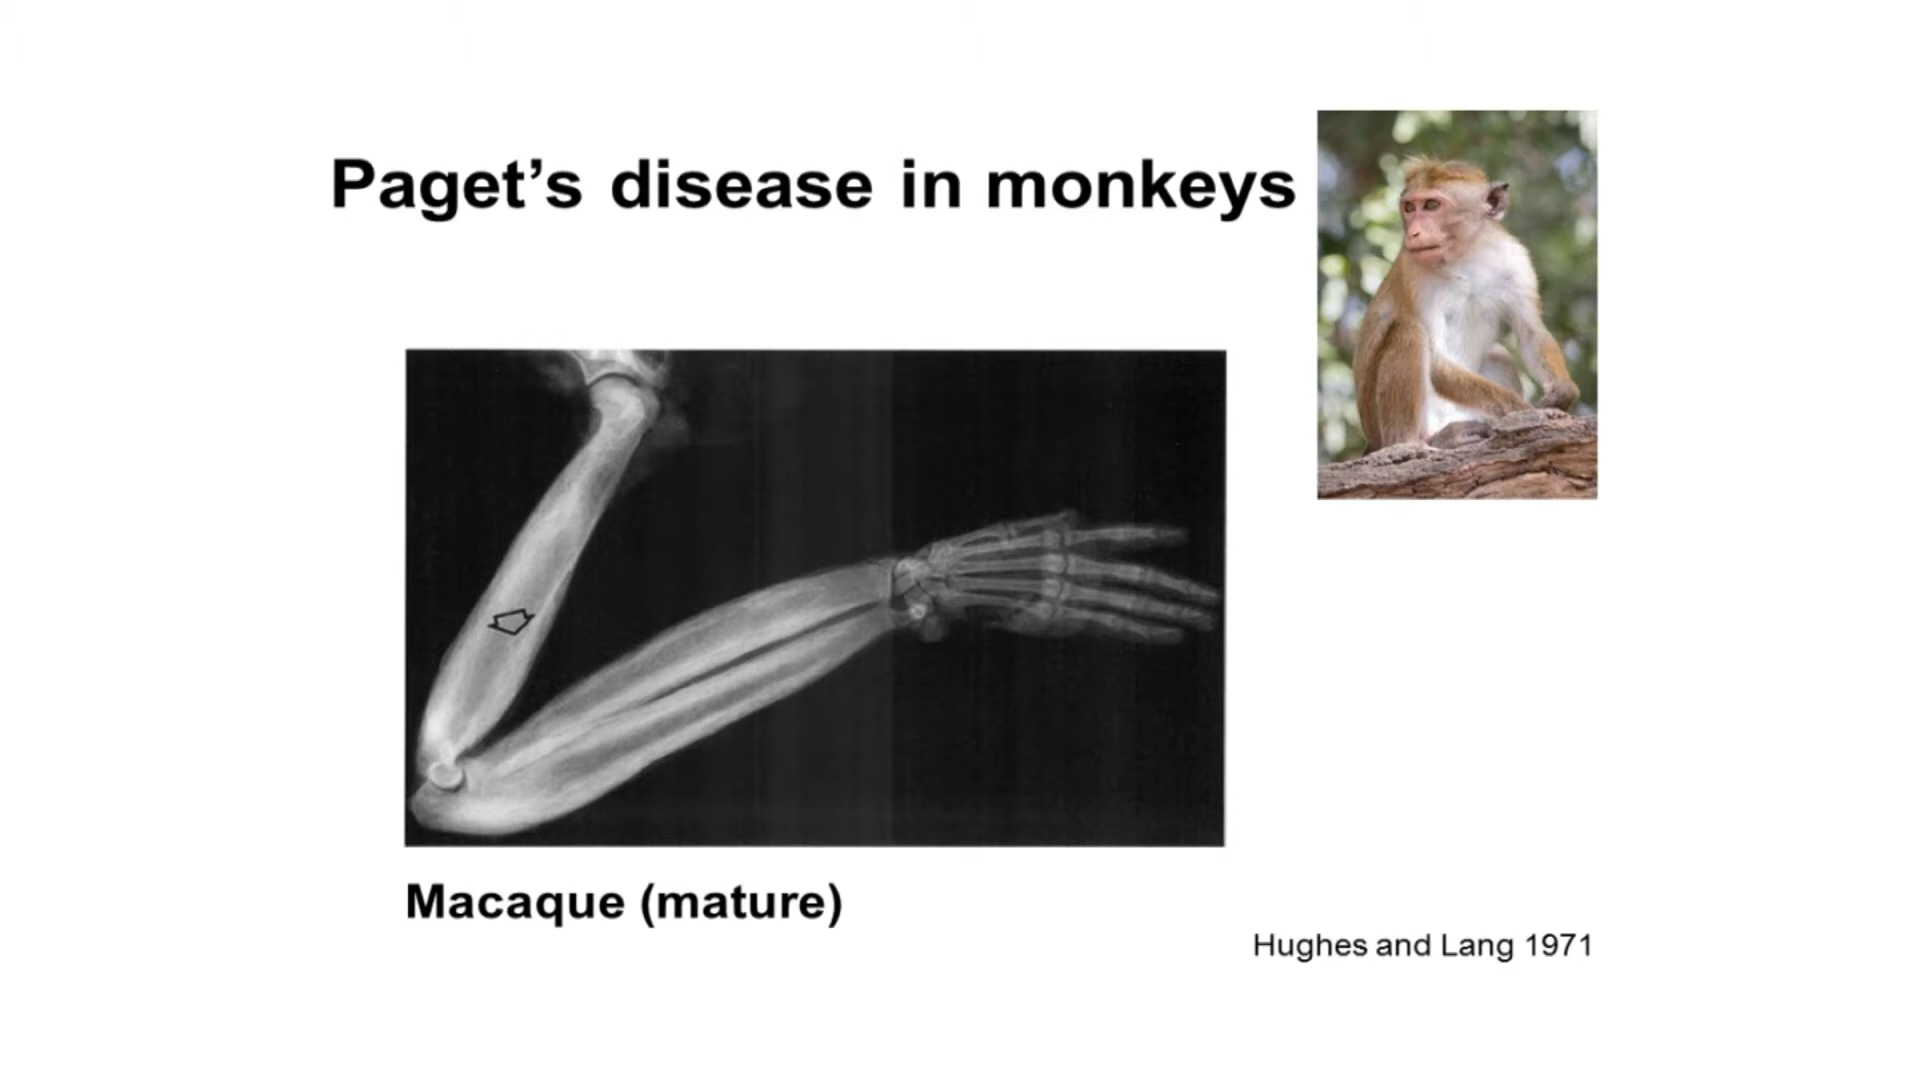 Paget’s disease in monkeys
Macaque (mature)
Hughes and Lang 1971